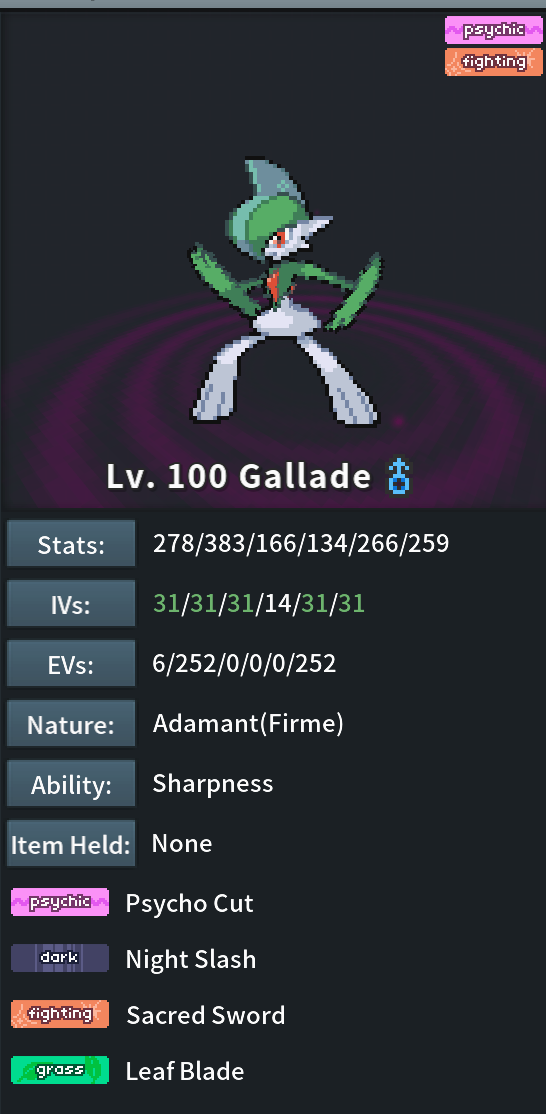 psychic
fighting
Lv. 100 Gallade ♂
Stats: 278/383/166/134/266/259
IVs: 31/31/31/14/31/31
EVs: 6/252/0/0/0/252
Nature: Adamant(Firme)
Ability: Sharpness
Item Held: None
psychic Psycho Cut
dark Night Slash
fighting Sacred Sword
grass Leaf Blade